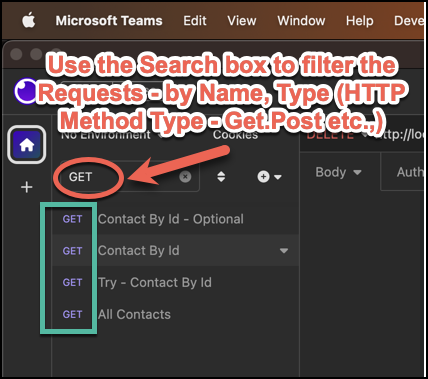 Microsoft Teams Edit View Window Help Deve
Use the Search box to filter the
Requests - by Name, Type (HTTP
Method Type - Get.Post etc.,)
No Environment Cookies
DELETE http://loc
GET
Body Auth
GET Contact By Id - Optional
GET Contact By Id
GET Try - Contact By Id
GET All Contacts